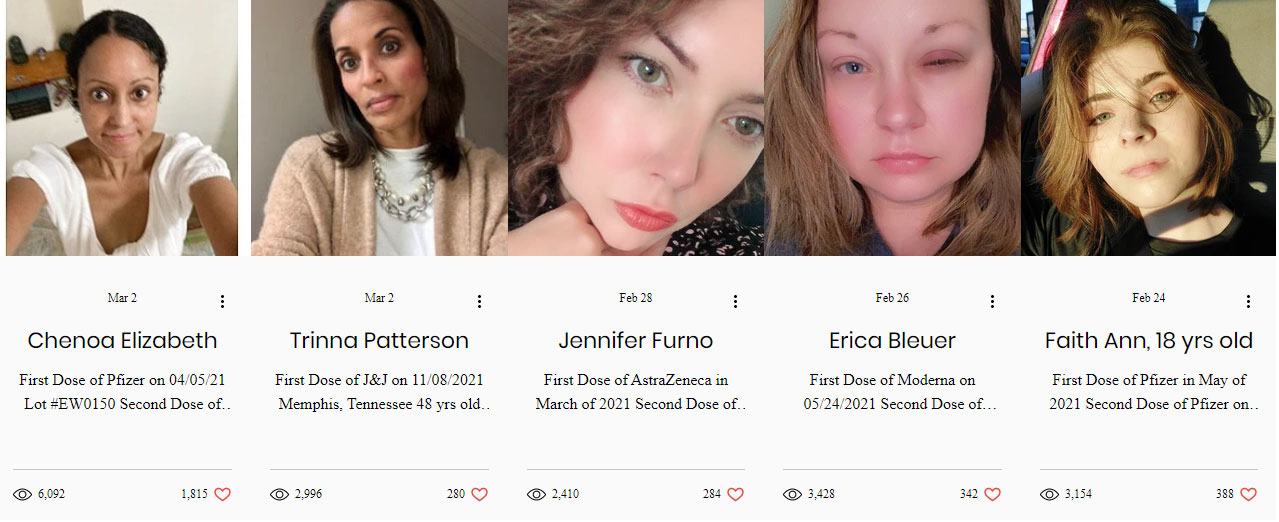 Mar 2
Chenoa Elizabeth
First Dose of Pfizer on 04/05/21
Lot #EW0150 Second Dose of..
6,092
1,815
Mar 2
Trinna Patterson
First Dose of J&J on 11/08/2021
Memphis, Tennessee 48 yrs old..
2,996
280
Feb 28
Jennifer Furno
First Dose of AstraZeneca in
March of 2021 Second Dose of..
2,410
284
Feb 26
Erica Bleuer
First Dose of Moderna on
05/24/2021 Second Dose of...
3,428
342
Feb 24
Faith Ann, 18 yrs old
First Dose of Pfizer in May of
2021 Second Dose of Pfizer on..
3,154
388